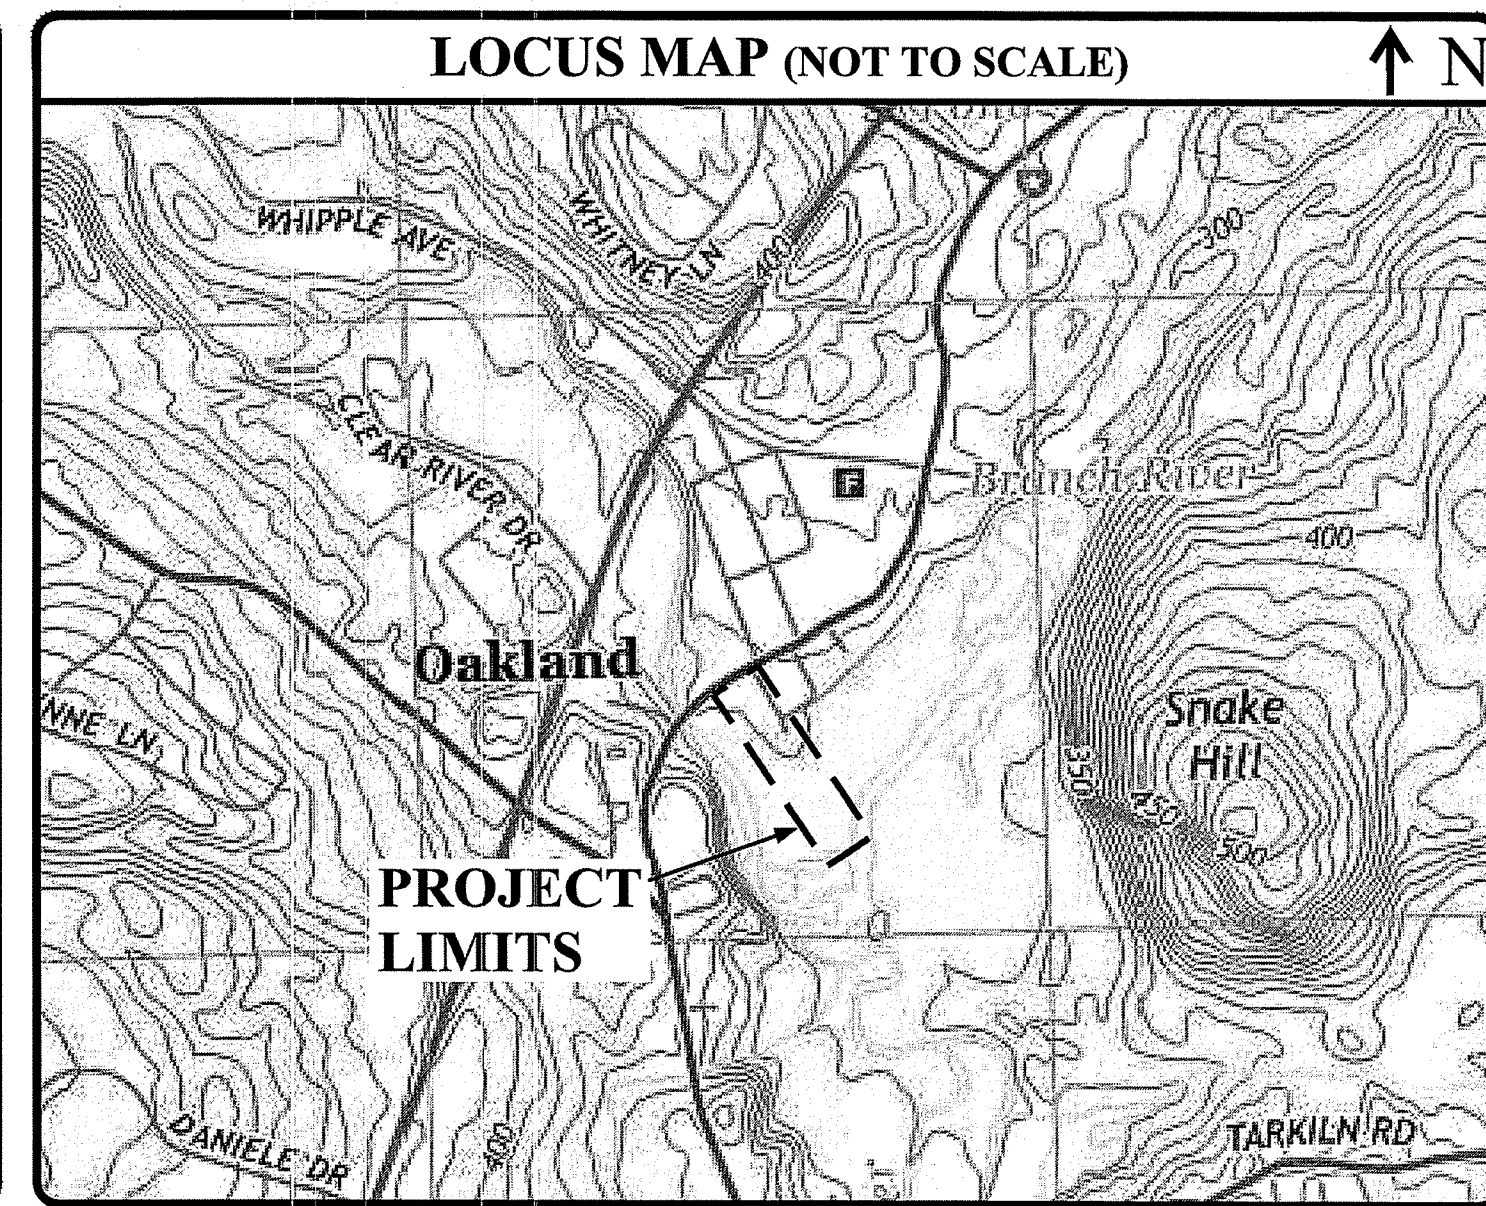 LOCUS MAP (NOT TO SCALE)
N
WHIPPLE AVE
WHITNEY LN
400
300
CLEAR RIVER DR
F
Branch River
400
Oakland
NNE LN
Snake
Hill
350
450
500
PROJECT
LIMITS
400
DANIELE DR
TARKILN RD